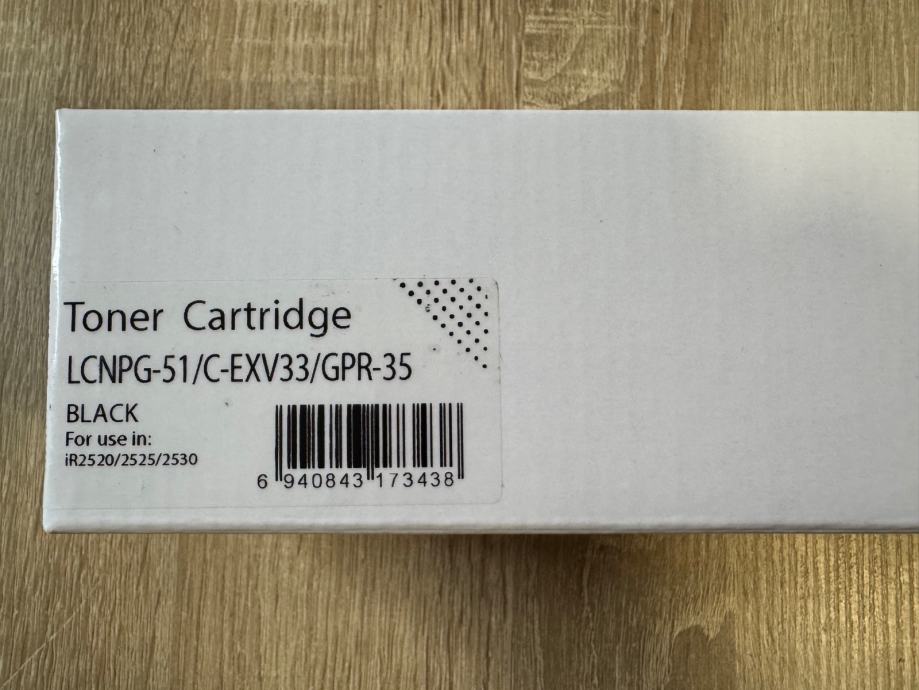 Toner Cartridge
LCNPG-51/C-EXV33/GPR-35
BLACK
For use in:
iR2520/2525/2530
6 940843 173438